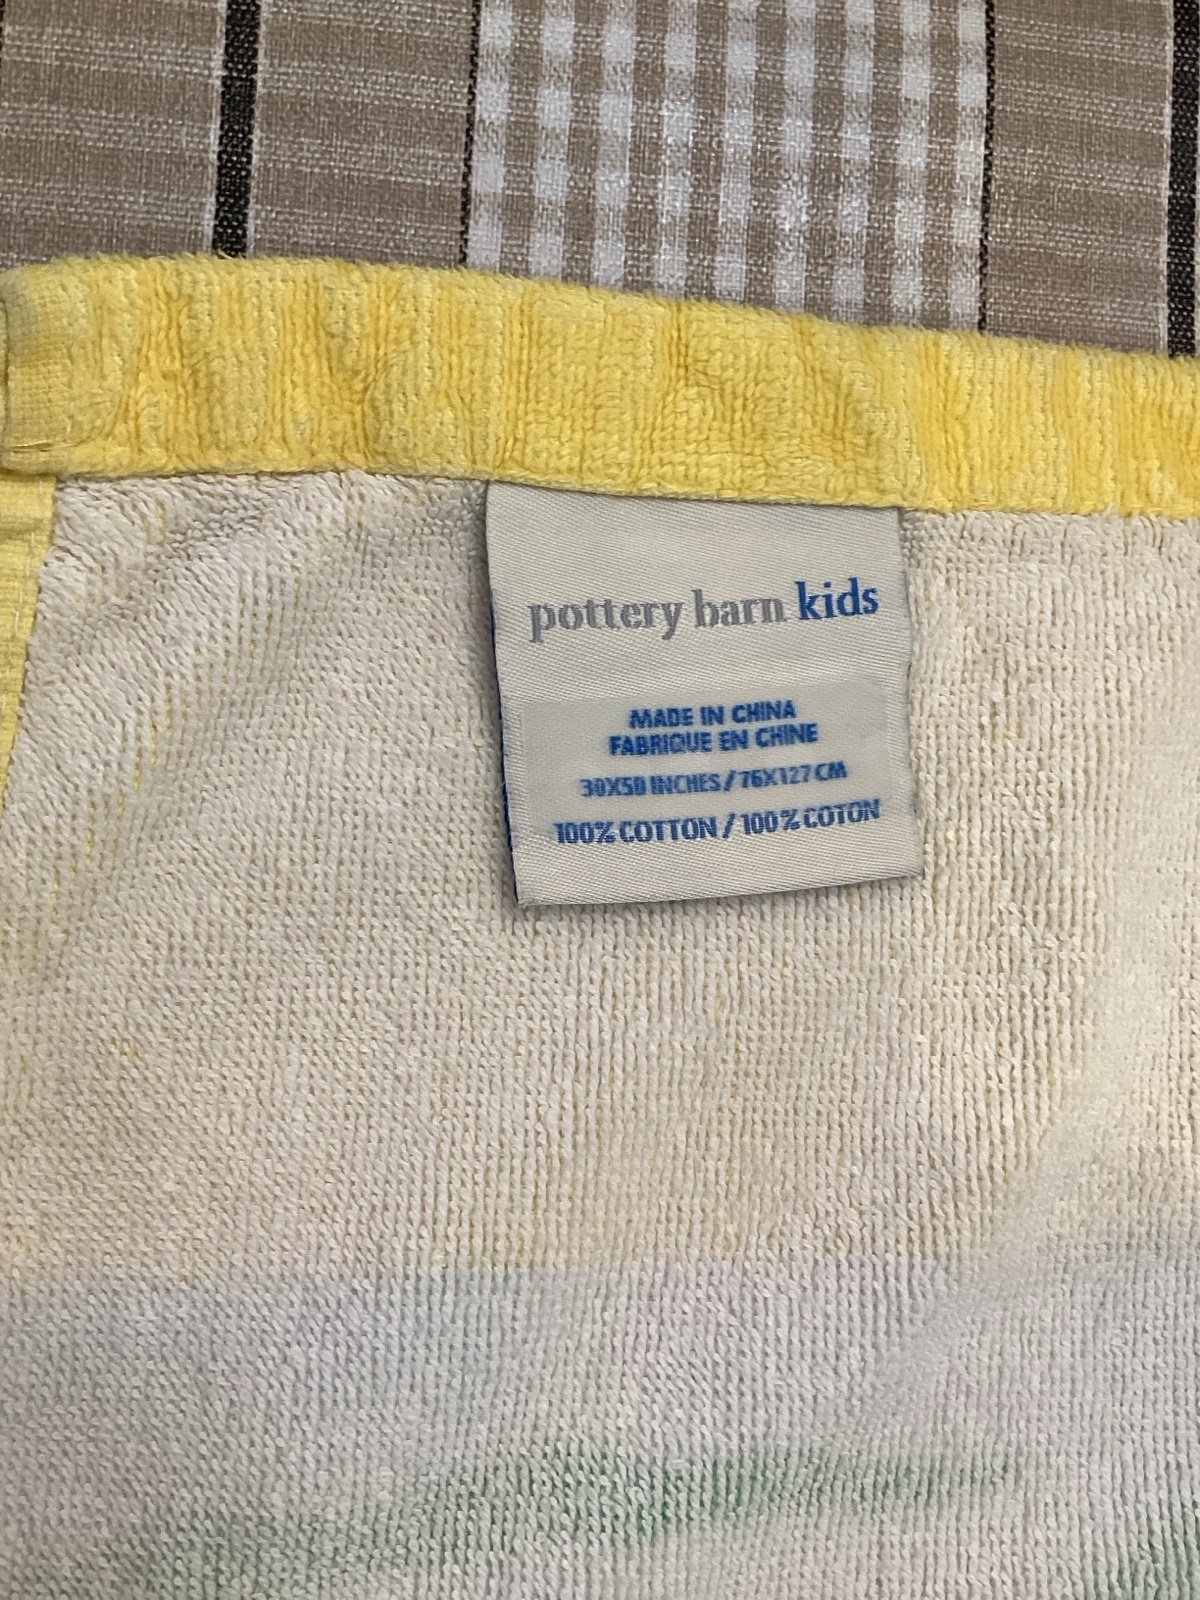 pottery barn kids
MADE IN CHINA
FABRIQUE EN CHINE
30X50 INCHES / 76X127 CM
100% COTTON / 100% COTON